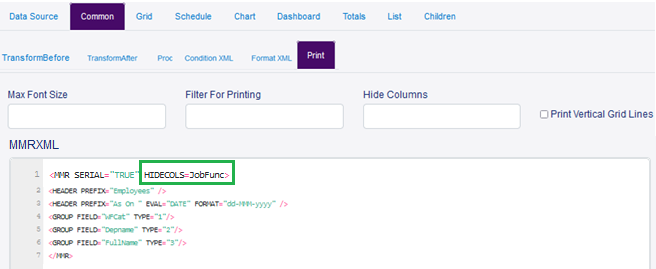 Data Source Common Grid Schedule Chart Dashboard Totals List Children
TransformBefore TransformAfter Proc Condition XML Format XML Print
Max Font Size Filter For Printing Hide Columns
Print Vertical Grid Lines
MMRXML
1 <MMR SERIAL="TRUE" HIDECOLS=JobFunc>
2 <HEADER PREFIX="Employees" />
3 <HEADER PREFIX="As On " EVAL="DATE" FORMAT="dd-MMM-yyyy" />
4 <GROUP FIELD="WFCat" TYPE="1"/>
5 <GROUP FIELD="Depname" TYPE="2"/>
6 <GROUP FIELD="FullName" TYPE="3"/>
7 </MMR>